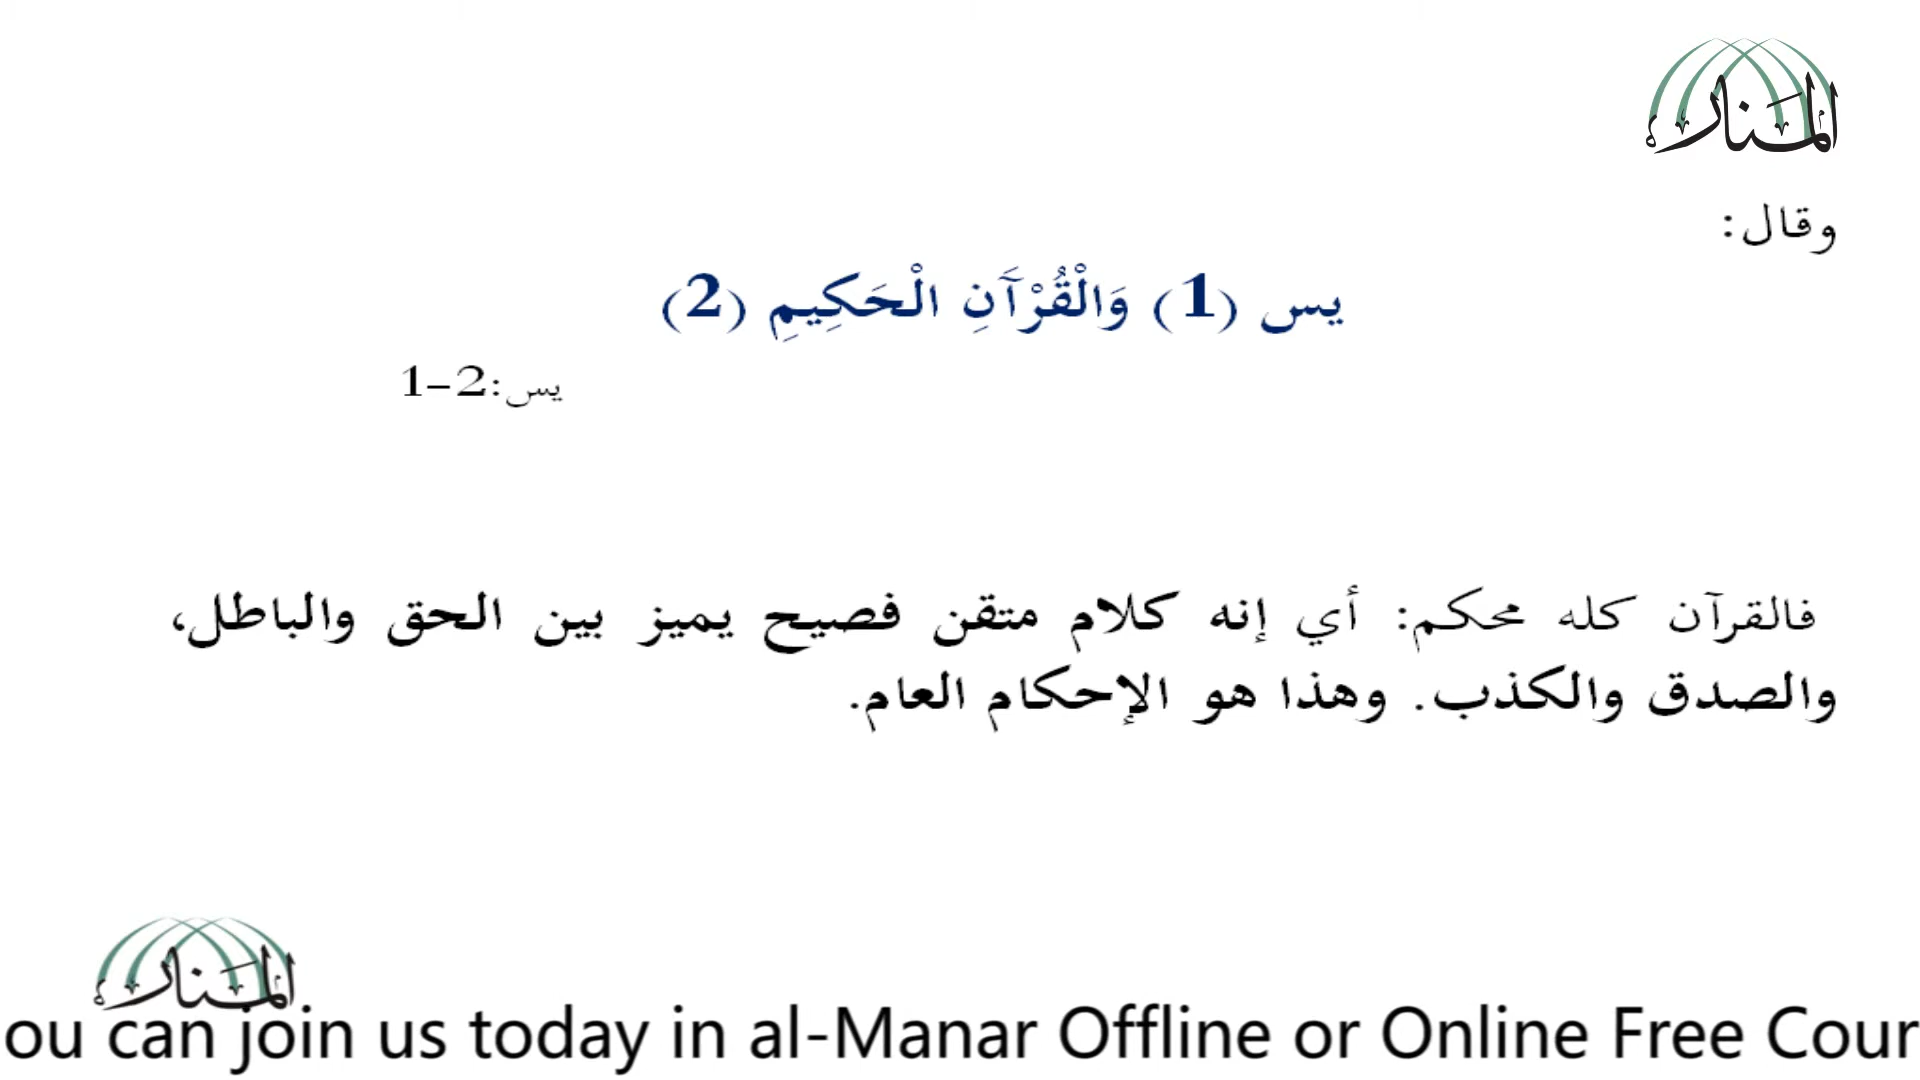 المنار
وقال:
يس (1) وَالْقُرْآَنِ الْحَكِيمِ (2)
يس:2-1
فالقرآن كله محكم: أي إنه كلام متقن فصيح يميز بين الحق والباطل،
والصدق والكذب. وهذا هو الإحكام العام.
المنار
ou can join us today in al-Manar Offline or Online Free Cour